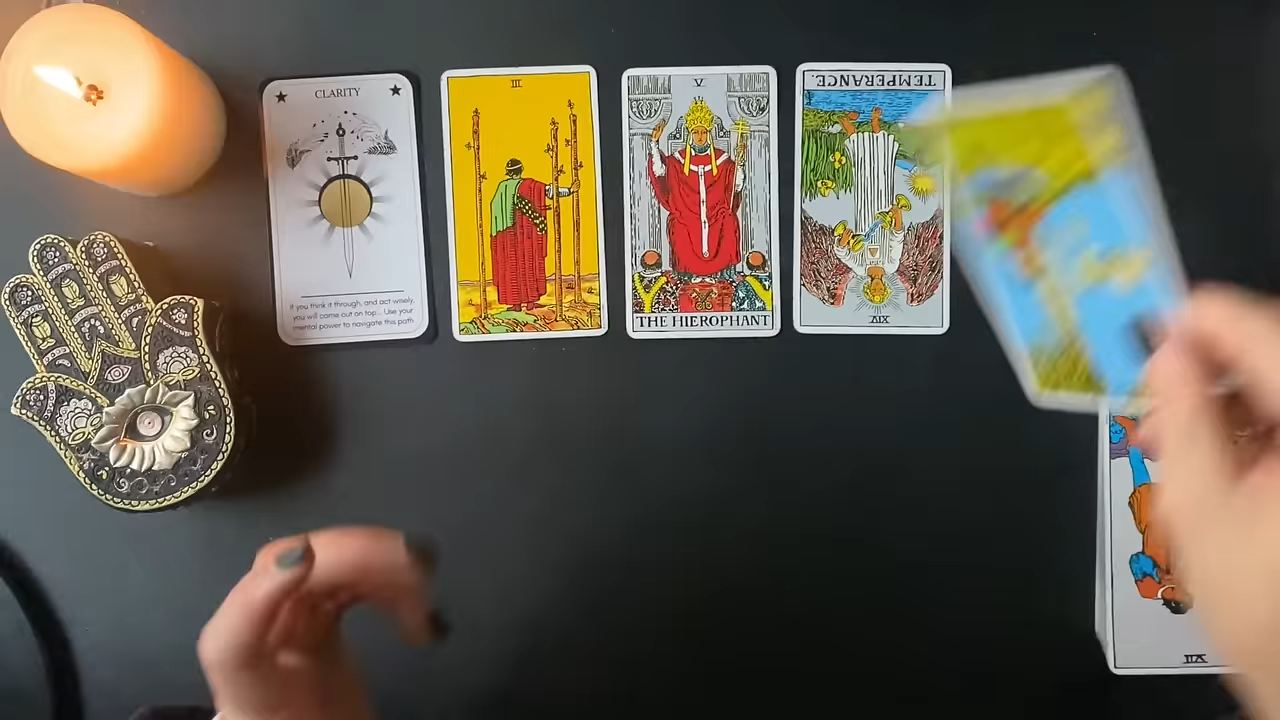 CLARITY
If you think it through, and act wisely,
you will come out on top... Use your
mental power to navigate this path
III
V
THE HIEROPHANT
TEMPERANCE.
XIV
VII